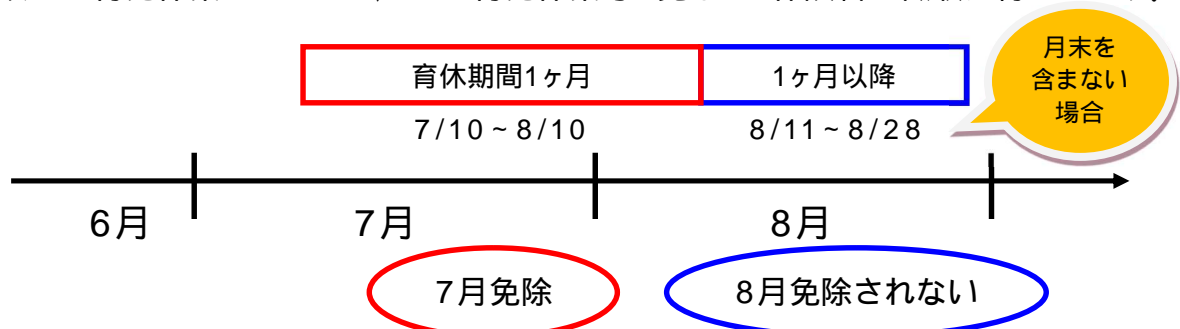 育休期間1ヶ月
1ヶ月以降
月末を
含まない
場合
7/10~8/10
8/11~8/28
6月
7月
8月
7月免除
8月免除されない